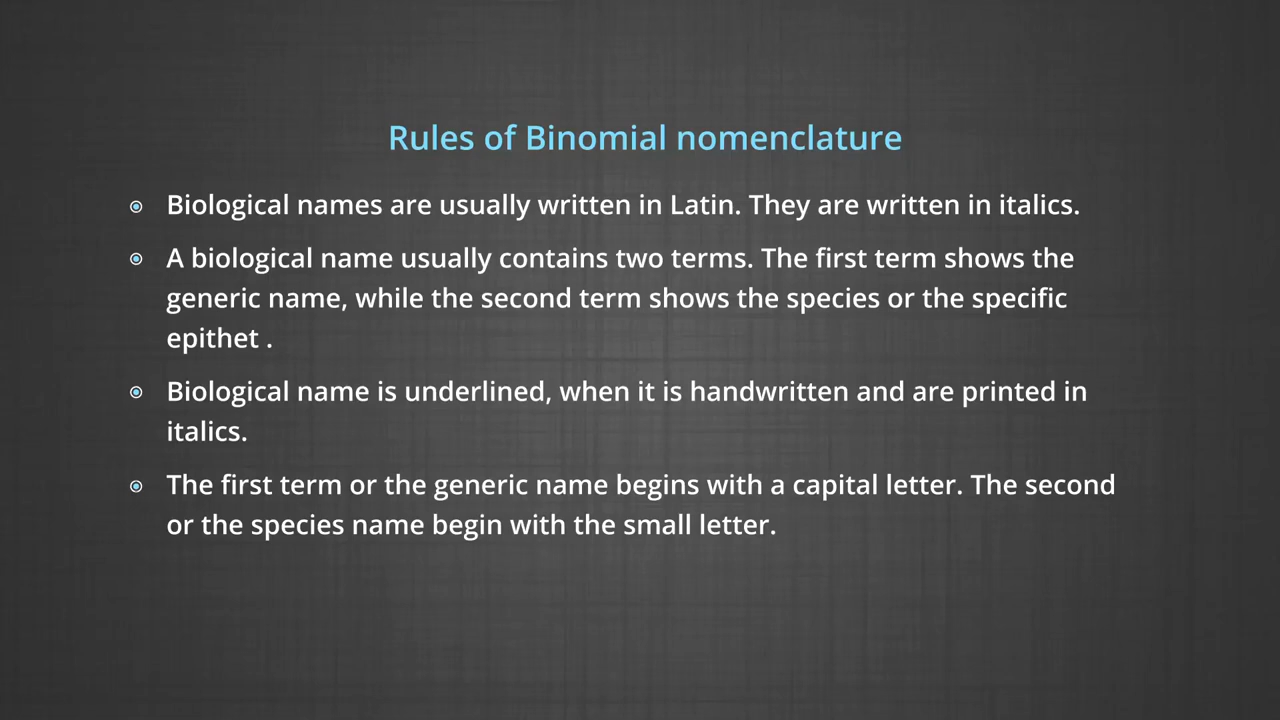 Rules of Binomial nomenclature
Biological names are usually written in Latin. They are written in italics.
A biological name usually contains two terms. The first term shows the
generic name, while the second term shows the species or the specific
epithet .
Biological name is underlined, when it is handwritten and are printed in
italics.
The first term or the generic name begins with a capital letter. The second
or the species name begin with the small letter.